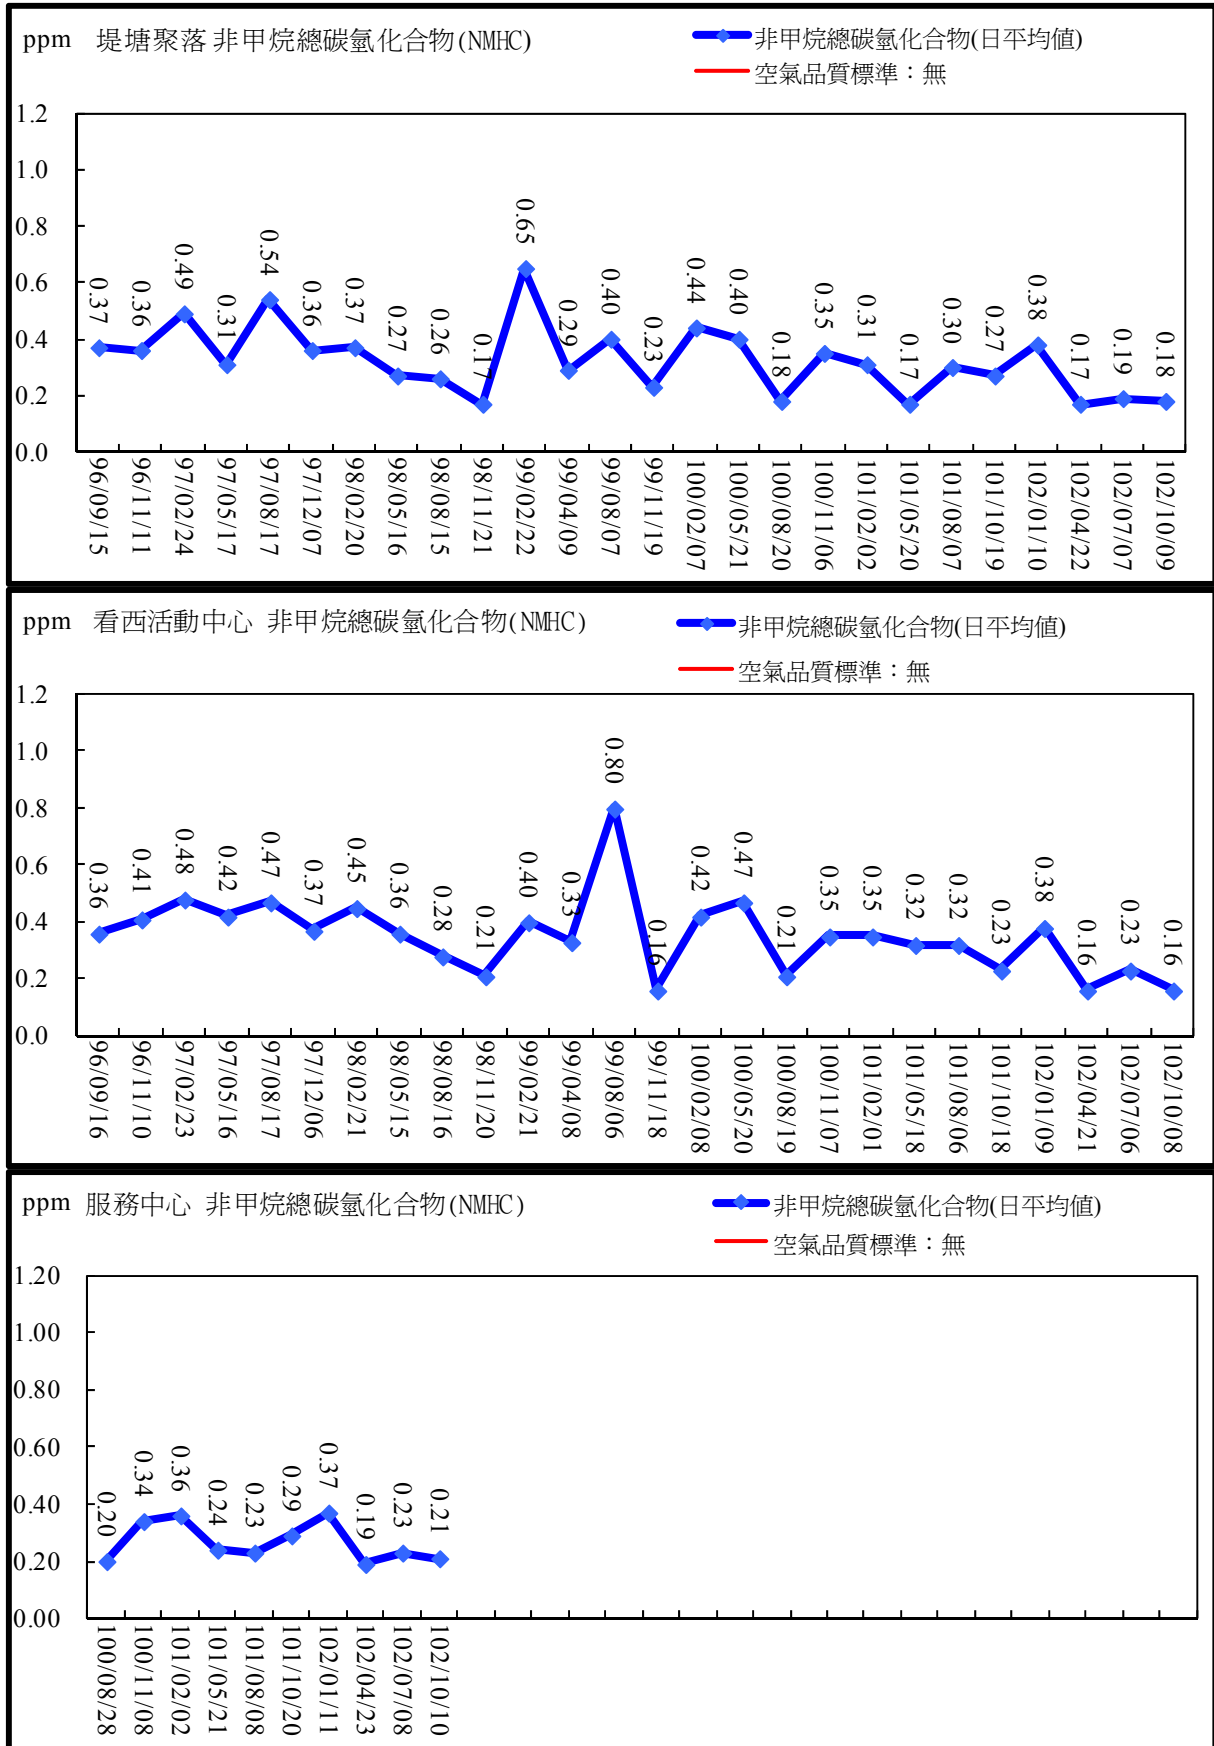 ppm 堤塘聚落 非甲烷總碳氫化合物(NMHC)
非甲烷總碳氫化合物(日平均值)
空氣品質標準：無
1.2
1.0
0.8
0.6
0.4
0.2
0.0
0.37 0.36 0.49 0.31 0.54 0.36 0.37 0.27 0.26 0.17 0.65 0.29 0.40 0.23 0.44 0.40 0.18 0.35 0.31 0.17 0.30 0.27 0.38 0.17 0.19 0.18
96/09/15 96/11/11 97/02/24 97/05/17 97/08/17 97/12/07 98/02/20 98/05/16 98/08/15 98/11/21 99/02/22 99/04/09 99/08/07 99/11/19 100/02/07 100/05/21 100/08/20 100/11/06 101/02/02 101/05/20 101/08/07 101/10/19 102/01/10 102/04/22 102/07/07 102/10/09
ppm 看西活動中心 非甲烷總碳氫化合物(NMHC)
非甲烷總碳氫化合物(日平均值)
空氣品質標準：無
1.2
1.0
0.8
0.6
0.4
0.2
0.0
0.36 0.41 0.48 0.42 0.47 0.37 0.45 0.36 0.28 0.21 0.40 0.33 0.80 0.16 0.42 0.47 0.21 0.35 0.35 0.32 0.32 0.23 0.38 0.16 0.23 0.16
96/09/16 96/11/10 97/02/23 97/05/16 97/08/17 97/12/06 98/02/21 98/05/15 98/08/16 98/11/20 99/02/21 99/04/08 99/08/06 99/11/18 100/02/08 100/05/20 100/08/19 100/11/07 101/02/01 101/05/18 101/08/06 101/10/18 102/01/09 102/04/21 102/07/06 102/10/08
ppm 服務中心 非甲烷總碳氫化合物(NMHC)
非甲烷總碳氫化合物(日平均值)
空氣品質標準：無
1.20
1.00
0.80
0.60
0.40
0.20
0.00
0.20 0.34 0.36 0.24 0.23 0.29 0.37 0.19 0.23 0.21
100/08/28 100/11/08 101/02/02 101/05/21 101/08/08 101/10/20 102/01/11 102/04/23 102/07/08 102/10/10